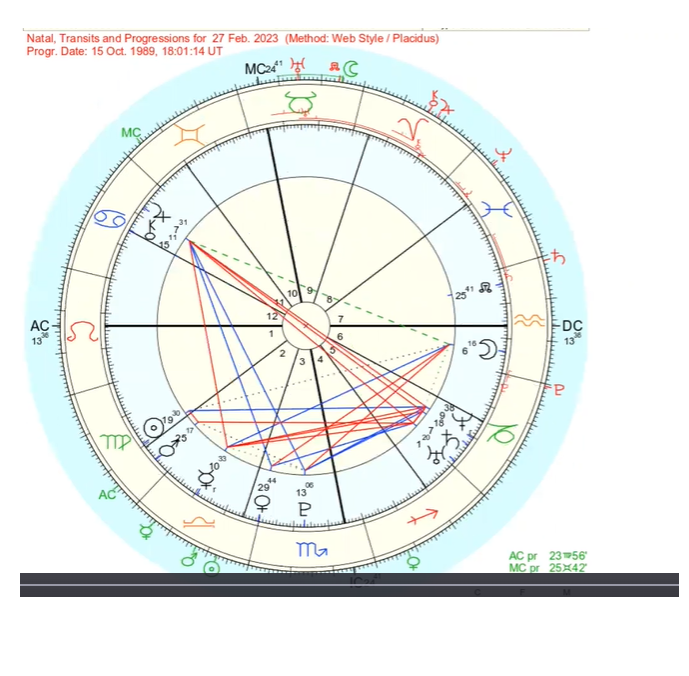 Natal, Transits and Progressions for 27 Feb. 2023 (Method: Web Style / Placidus)
Progr. Date: 15 Oct. 1989, 18:01:14 UT
MC 24 41
MC
7 31
11
15
25 41
10 9
11 8
12 7
AC 13 36
DC 13 36
1 6
2 3 4 5
6 16
19 30
25 17
10 33
r
29 44
13 06
9 38
7 18
1 20
AC
AC pr 23 56'
MC pr 25 42'